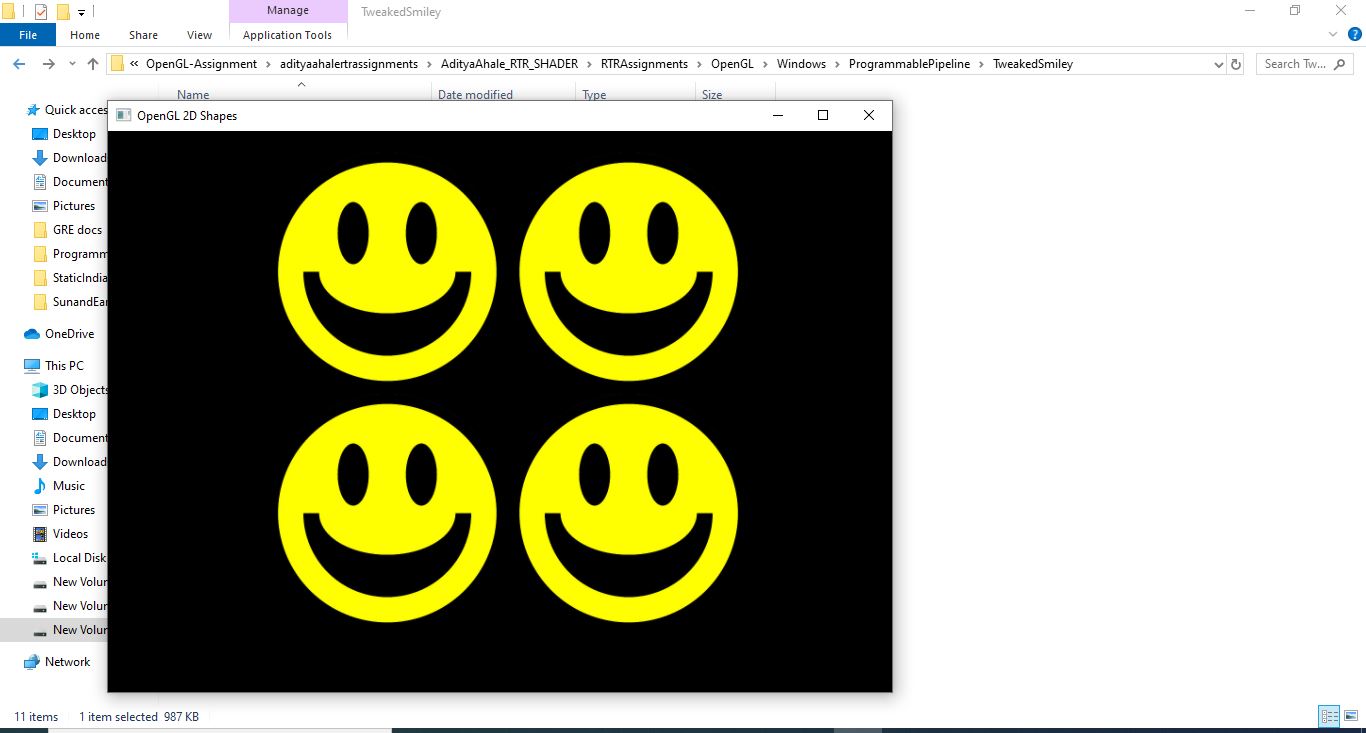 Manage
TweakedSmiley
File
Home
Share
View
Application Tools
« OpenGL-Assignment > adityaahalertrassignments > AdityaAhale_RTR_SHADER > RTRAssignments > OpenGL > Windows > ProgrammablePipeline > TweakedSmiley
Search Tw...
Name
Date modified
Type
Size
OpenGL 2D Shapes
Quick acces
Desktop
Download
Document
Pictures
GRE docs
Programm
StaticIndia
SunandEar
OneDrive
This PC
3D Objects
Desktop
Document
Download
Music
Pictures
Videos
Local Disk
New Volur
New Volur
New Volur
Network
11 items
1 item selected 987 KB